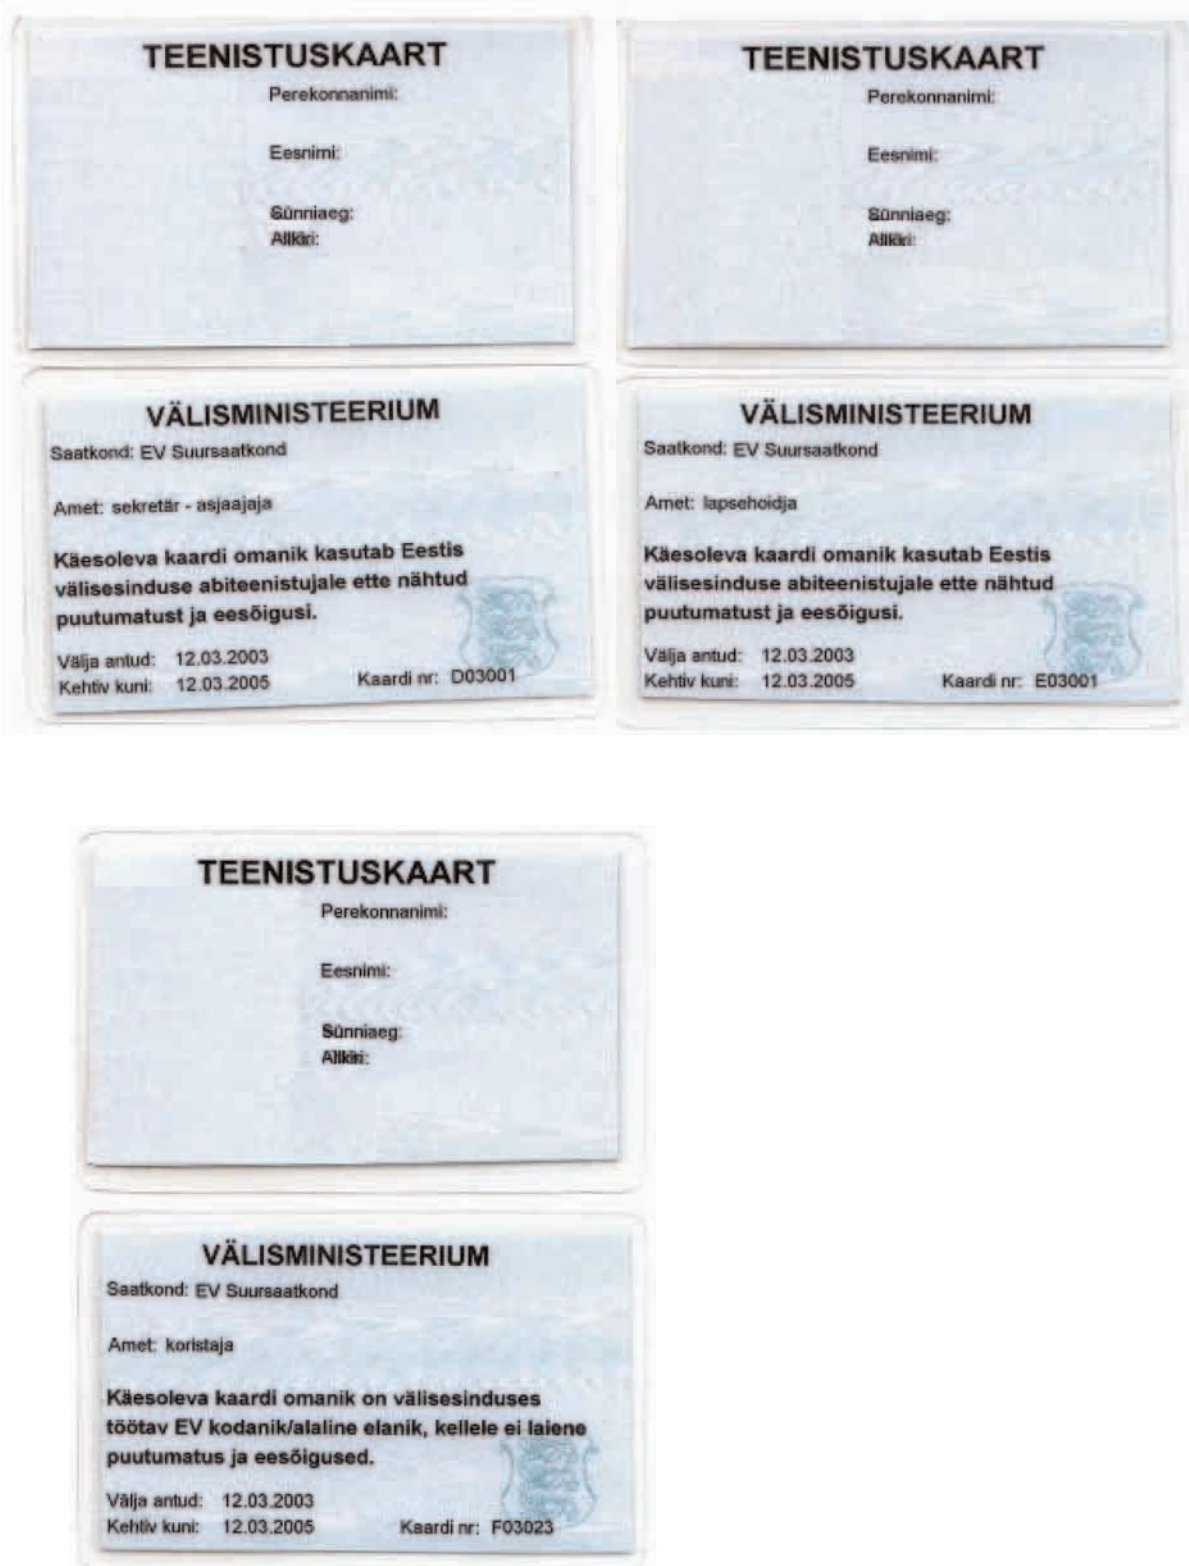 TEENISTUSKAART
Perekonnanimi:
Eesnimi:
Sünniaeg:
Allkiri:
TEENISTUSKAART
Perekonnanimi:
Eesnimi:
Sünniaeg:
Allkiri:
VÄLISMINISTEERIUM
Saatkond: EV Suursaatkond
Amet: sekretär - asjaajaja
Käesoleva kaardi omanik kasutab Eestis
välisesinduse abiteenistujale ette nähtud
puutumatust ja eesõigusi.
Välja antud: 12.03.2003
Kehtiv kuni: 12.03.2005 Kaardi nr: D03001
VÄLISMINISTEERIUM
Saatkond: EV Suursaatkond
Amet: lapsehoidja
Käesoleva kaardi omanik kasutab Eestis
välisesinduse abiteenistujale ette nähtud
puutumatust ja eesõigusi.
Välja antud: 12.03.2003
Kehtiv kuni: 12.03.2005 Kaardi nr: E03001
TEENISTUSKAART
Perekonnanimi:
Eesnimi:
Sünniaeg:
Allkiri:
VÄLISMINISTEERIUM
Saatkond: EV Suursaatkond
Amet: koristaja
Käesoleva kaardi omanik on välisesinduses
töötav EV kodanik/alaline elanik, kellele ei laiene
puutumatus ja eesõigused.
Välja antud: 12.03.2003
Kehtiv kuni: 12.03.2005 Kaardi nr: F03023